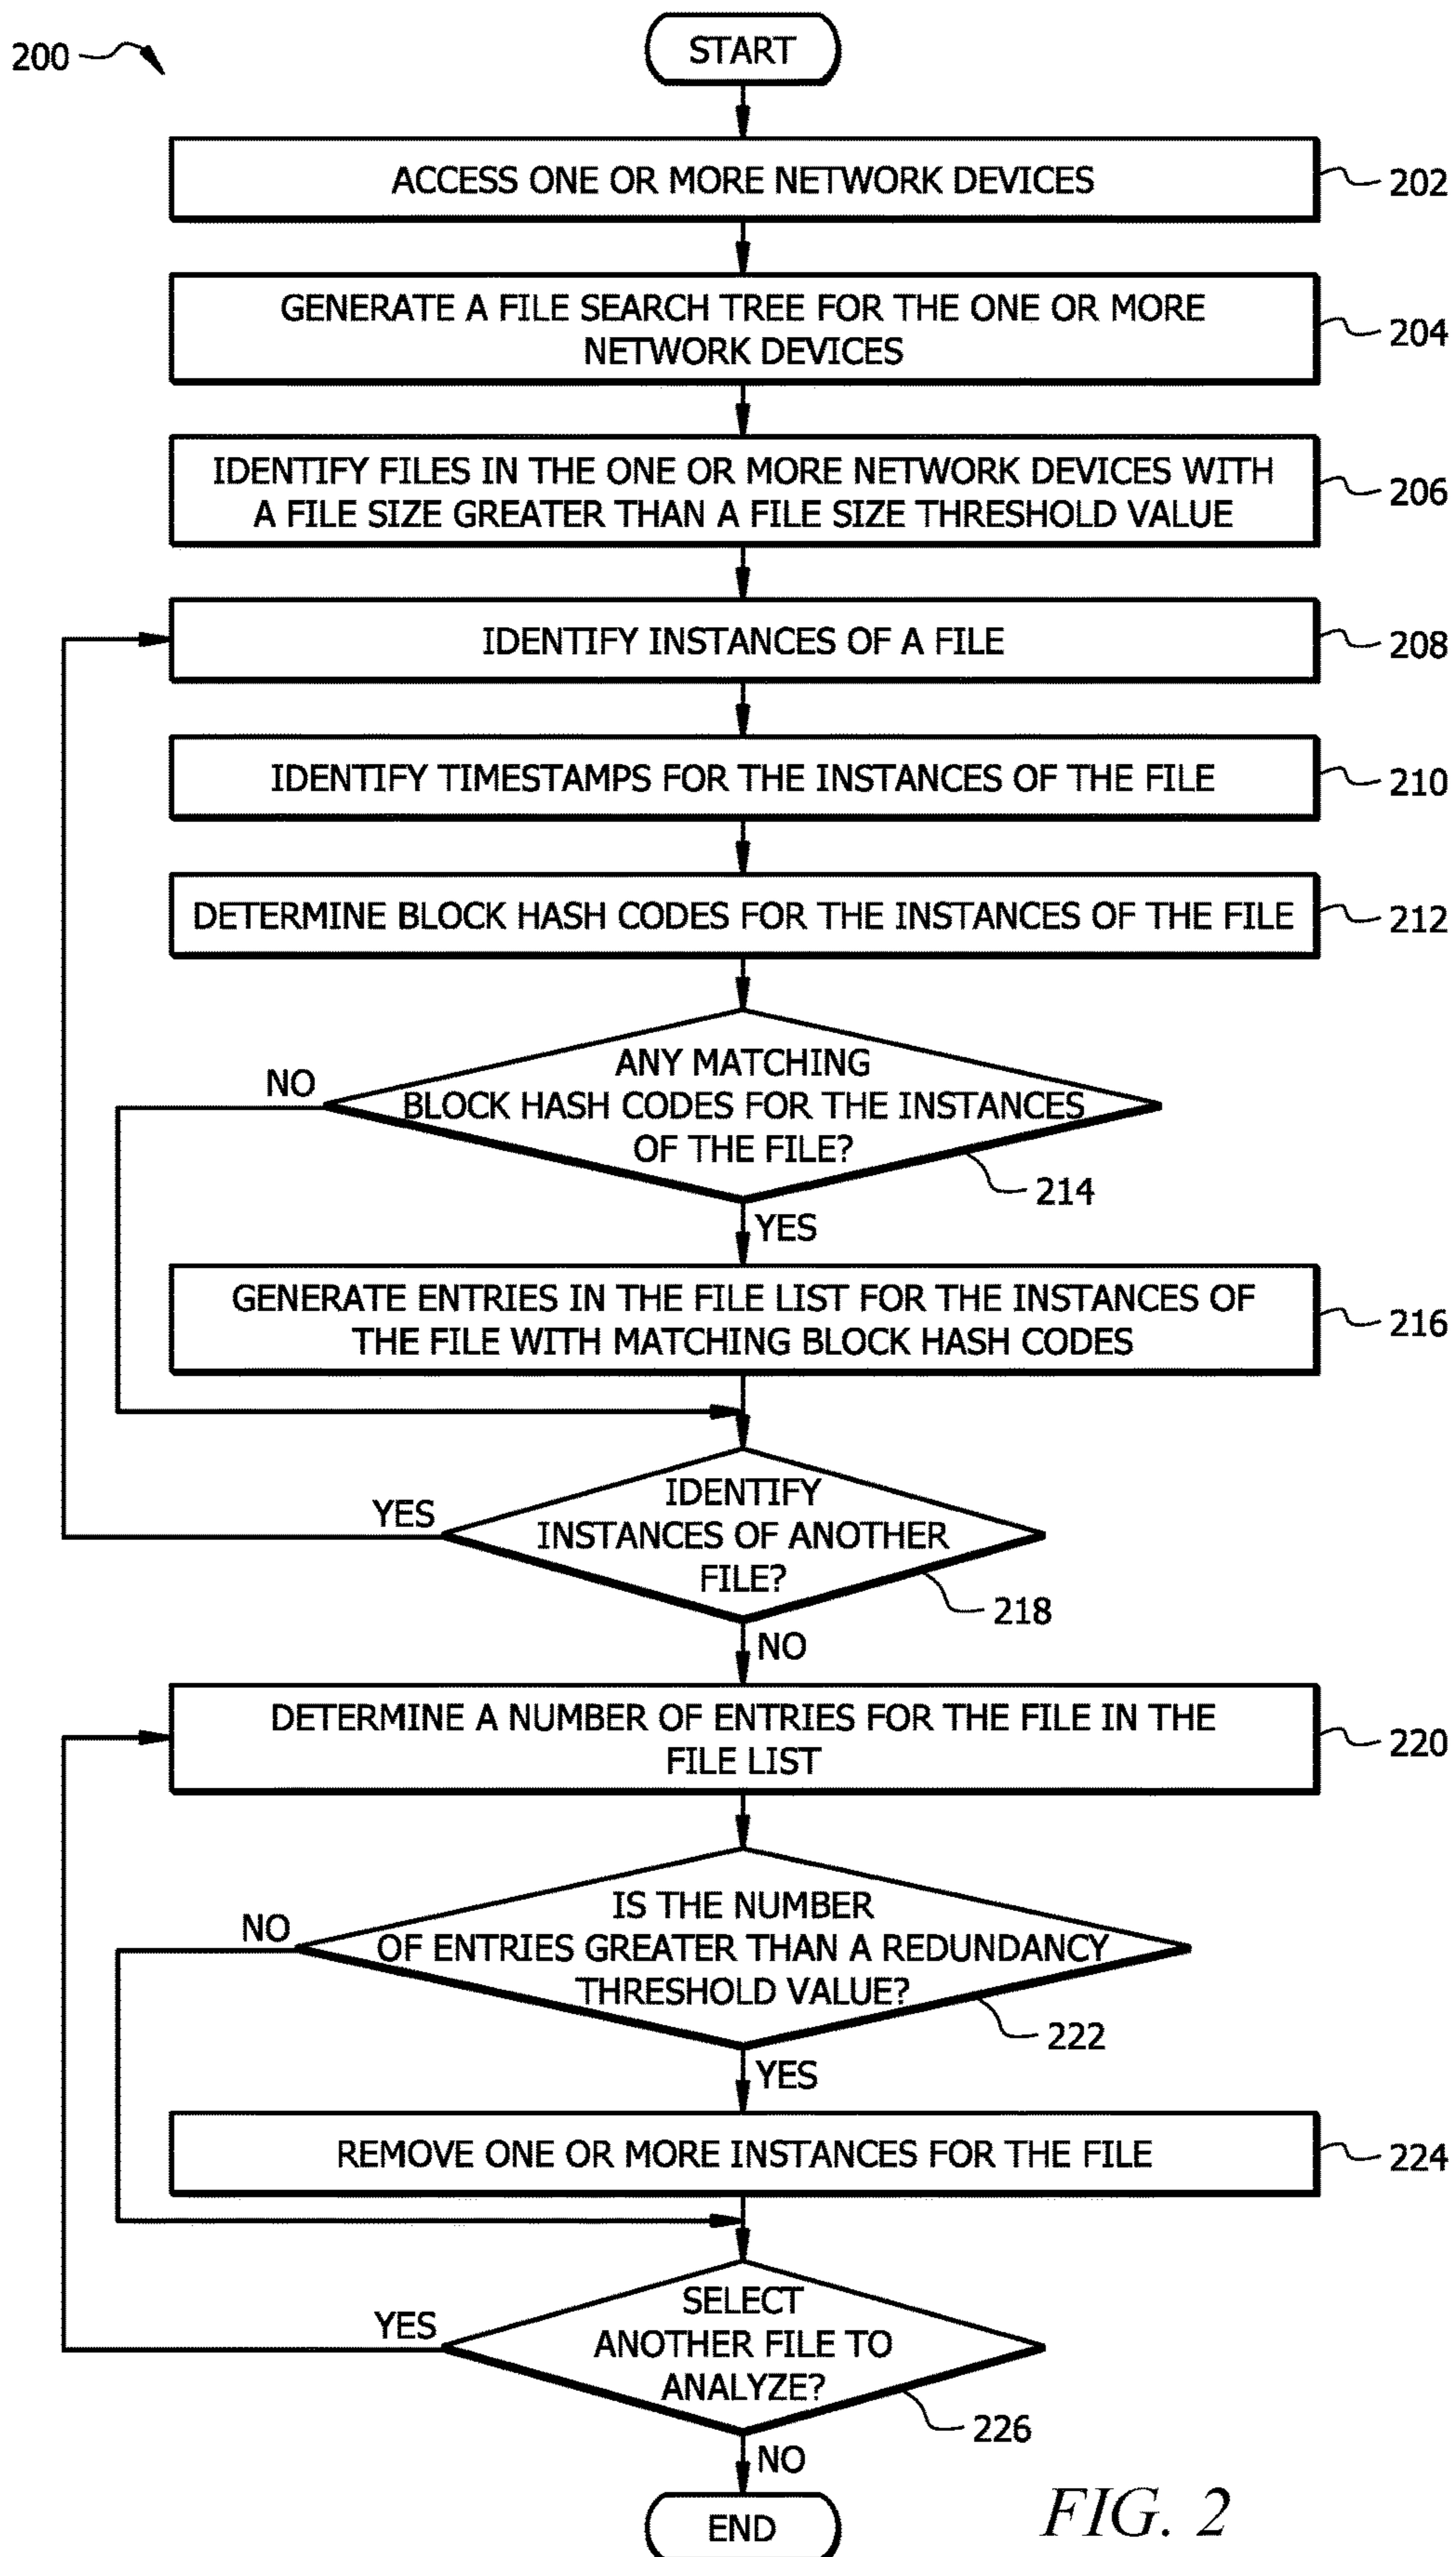 200
START
ACCESS ONE OR MORE NETWORK DEVICES
202
GENERATE A FILE SEARCH TREE FOR THE ONE OR MORE
NETWORK DEVICES
204
IDENTIFY FILES IN THE ONE OR MORE NETWORK DEVICES WITH
A FILE SIZE GREATER THAN A FILE SIZE THRESHOLD VALUE
206
IDENTIFY INSTANCES OF A FILE
208
IDENTIFY TIMESTAMPS FOR THE INSTANCES OF THE FILE
210
DETERMINE BLOCK HASH CODES FOR THE INSTANCES OF THE FILE
212
ANY MATCHING
BLOCK HASH CODES FOR THE INSTANCES
OF THE FILE?
NO
214
YES
GENERATE ENTRIES IN THE FILE LIST FOR THE INSTANCES OF
THE FILE WITH MATCHING BLOCK HASH CODES
216
IDENTIFY
INSTANCES OF ANOTHER
FILE?
YES
218
NO
DETERMINE A NUMBER OF ENTRIES FOR THE FILE IN THE
FILE LIST
220
IS THE NUMBER
OF ENTRIES GREATER THAN A REDUNDANCY
THRESHOLD VALUE?
NO
222
YES
REMOVE ONE OR MORE INSTANCES FOR THE FILE
224
SELECT
ANOTHER FILE TO
ANALYZE?
YES
226
NO
END
FIG. 2